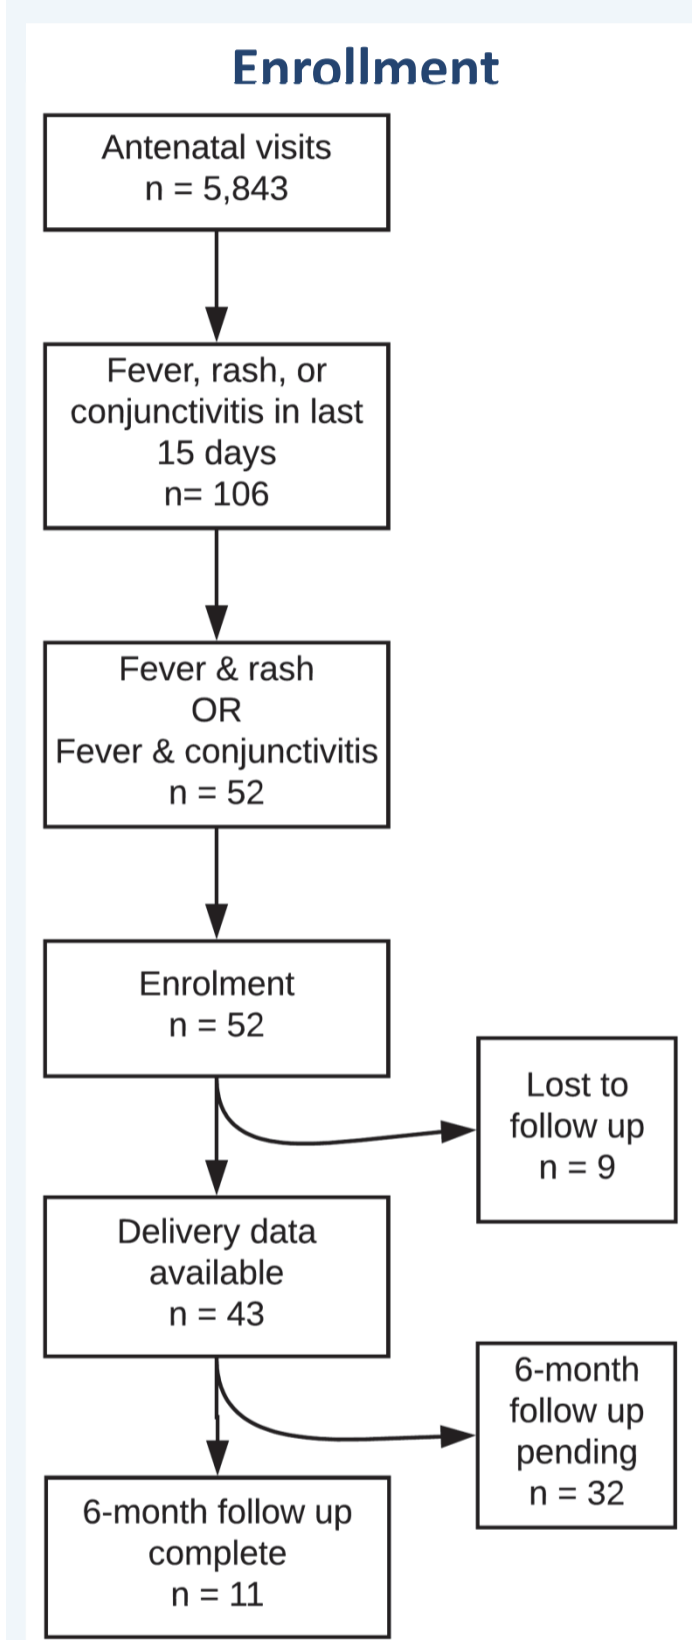 Enrollment
Antenatal visits
n = 5,843
Fever, rash, or
conjunctivitis in last
15 days
n= 106
Fever & rash
OR
Fever & conjunctivitis
n = 52
Enrolment
n = 52
Lost to
follow up
n = 9
Delivery data
available
n = 43
6-month
follow up
pending
n = 32
6-month follow up
complete
n = 11